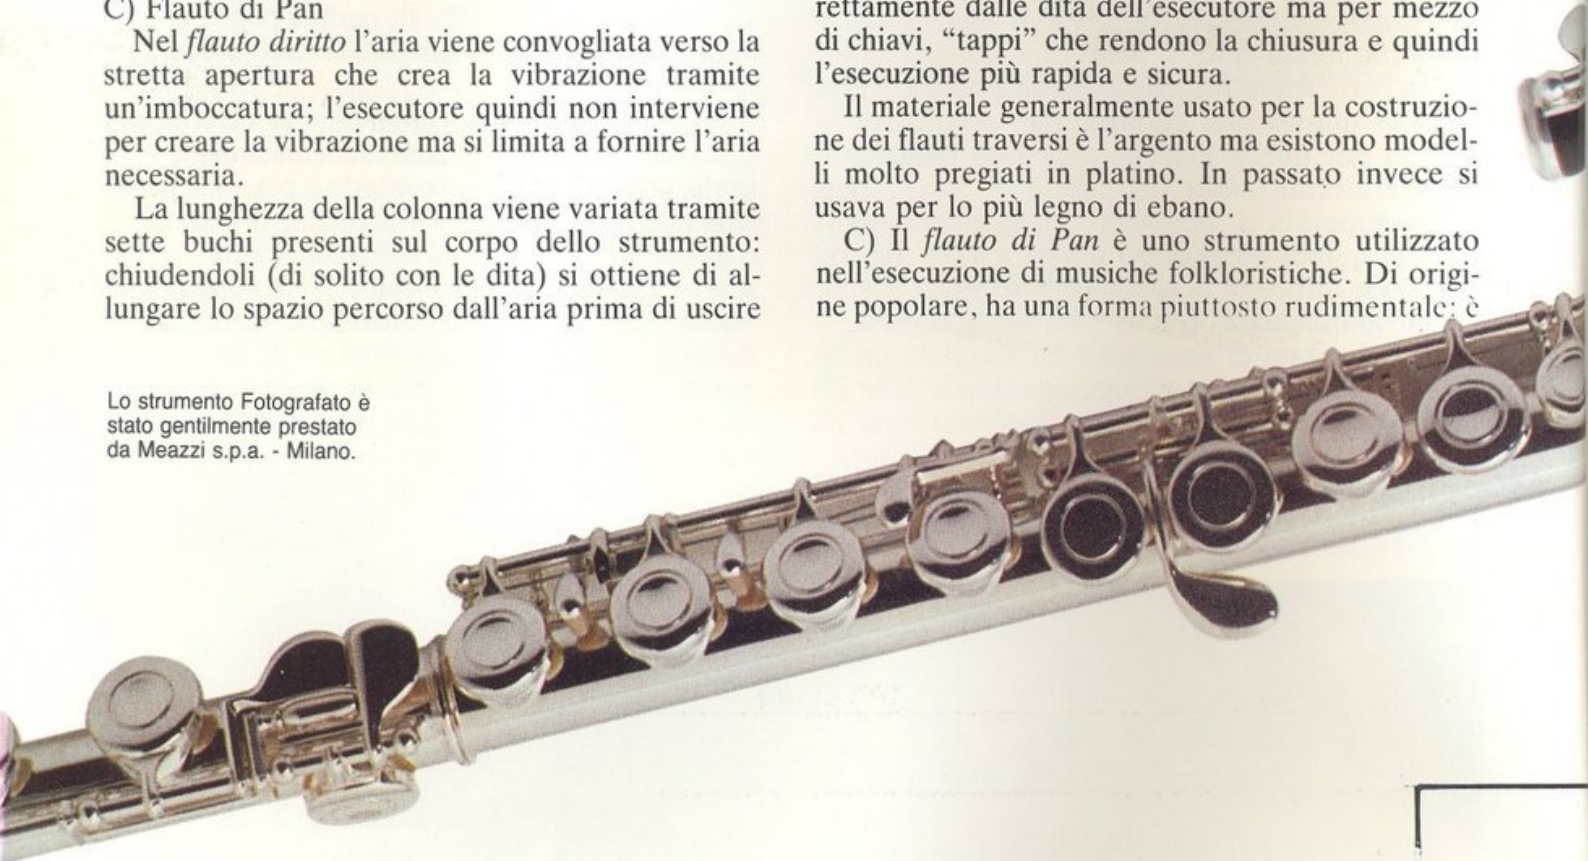 C) Flauto di Pan
Nel flauto diritto l'aria viene convogliata verso la
stretta apertura che crea la vibrazione tramite
un'imboccatura; l'esecutore quindi non interviene
per creare la vibrazione ma si limita a fornire l'aria
necessaria.
La lunghezza della colonna viene variata tramite
sette buchi presenti sul corpo dello strumento:
chiudendoli (di solito con le dita) si ottiene di al-
lungare lo spazio percorso dall'aria prima di uscire
rettamente dalle dita dell'esecutore ma per mezzo
di chiavi, “tappi” che rendono la chiusura e quindi
l'esecuzione più rapida e sicura.
Il materiale generalmente usato per la costruzio-
ne dei flauti traversi è l'argento ma esistono model-
li molto pregiati in platino. In passato invece si
usava per lo più legno di ebano.
C) Il flauto di Pan è uno strumento utilizzato
nell'esecuzione di musiche folkloristiche. Di origi-
ne popolare, ha una forma piuttosto rudimentale: è
Lo strumento Fotografato è
stato gentilmente prestato
da Meazzi s.p.a. - Milano.